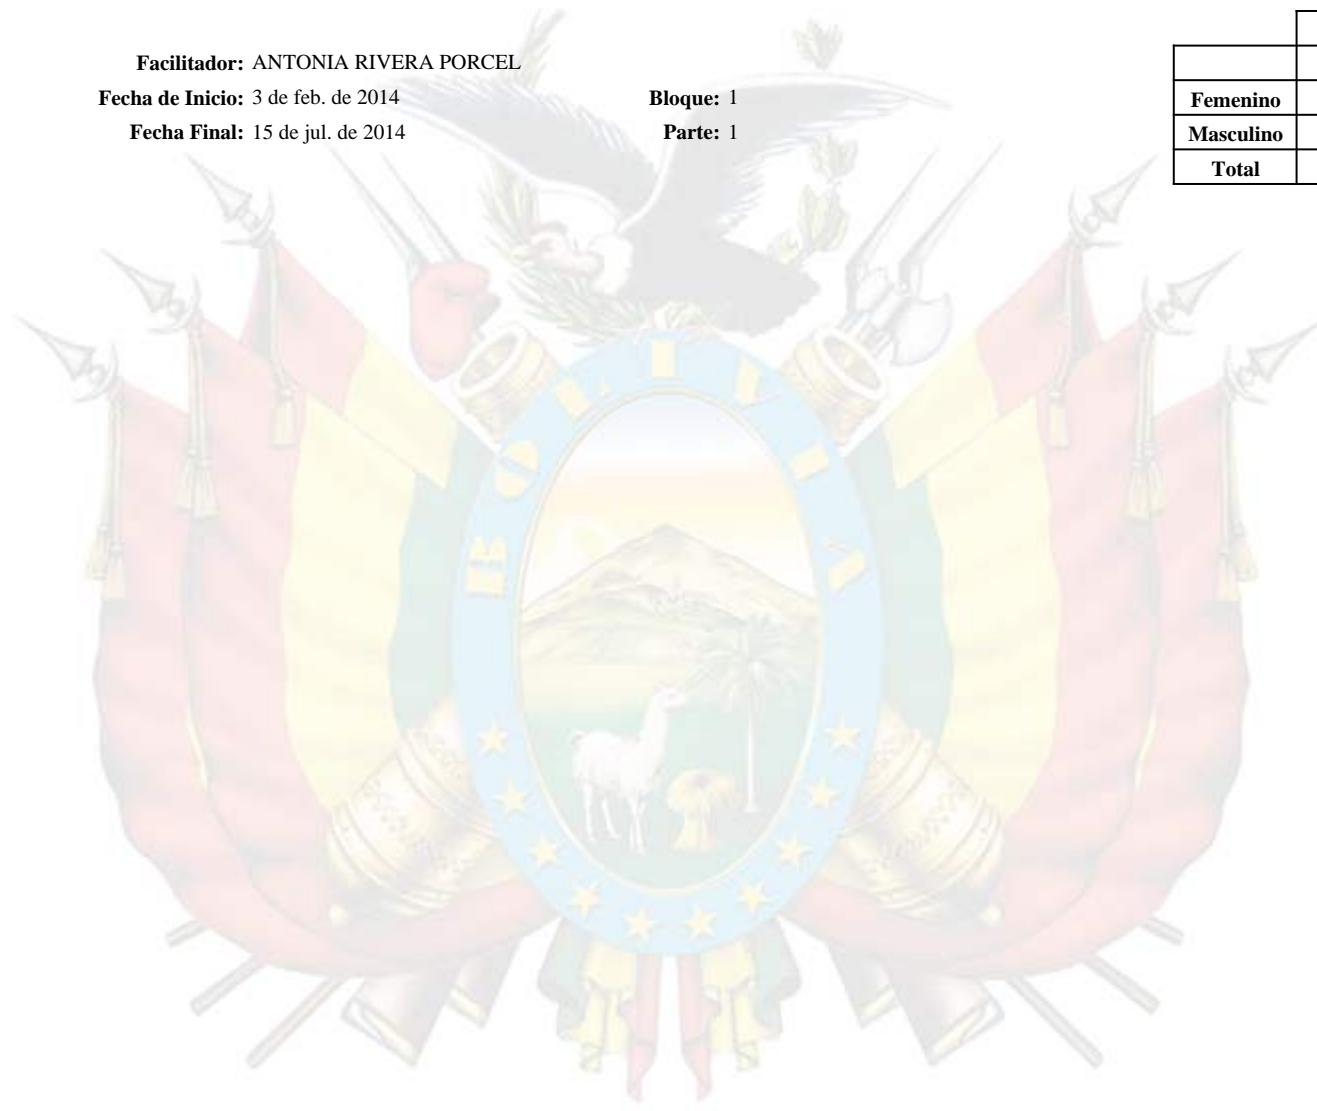 Facilitador: ANTONIA RIVERA PORCEL
Fecha de Inicio: 3 de feb. de 2014 Bloque: 1
Fecha Final: 15 de jul. de 2014 Parte: 1
Femenino
Masculino
Total
BOLIVIA